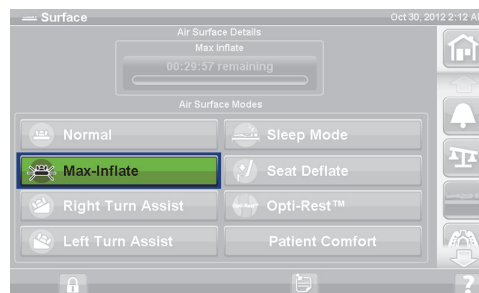 Surface
Oct 30, 2012 2:12 A
Air Surface Details
Max Inflate
00:29:57 remaining
Air Surface Modes
Normal
Sleep Mode
Max-Inflate
Seat Deflate
Right Turn Assist
Opti-Rest™
Left Turn Assist
Patient Comfort
?